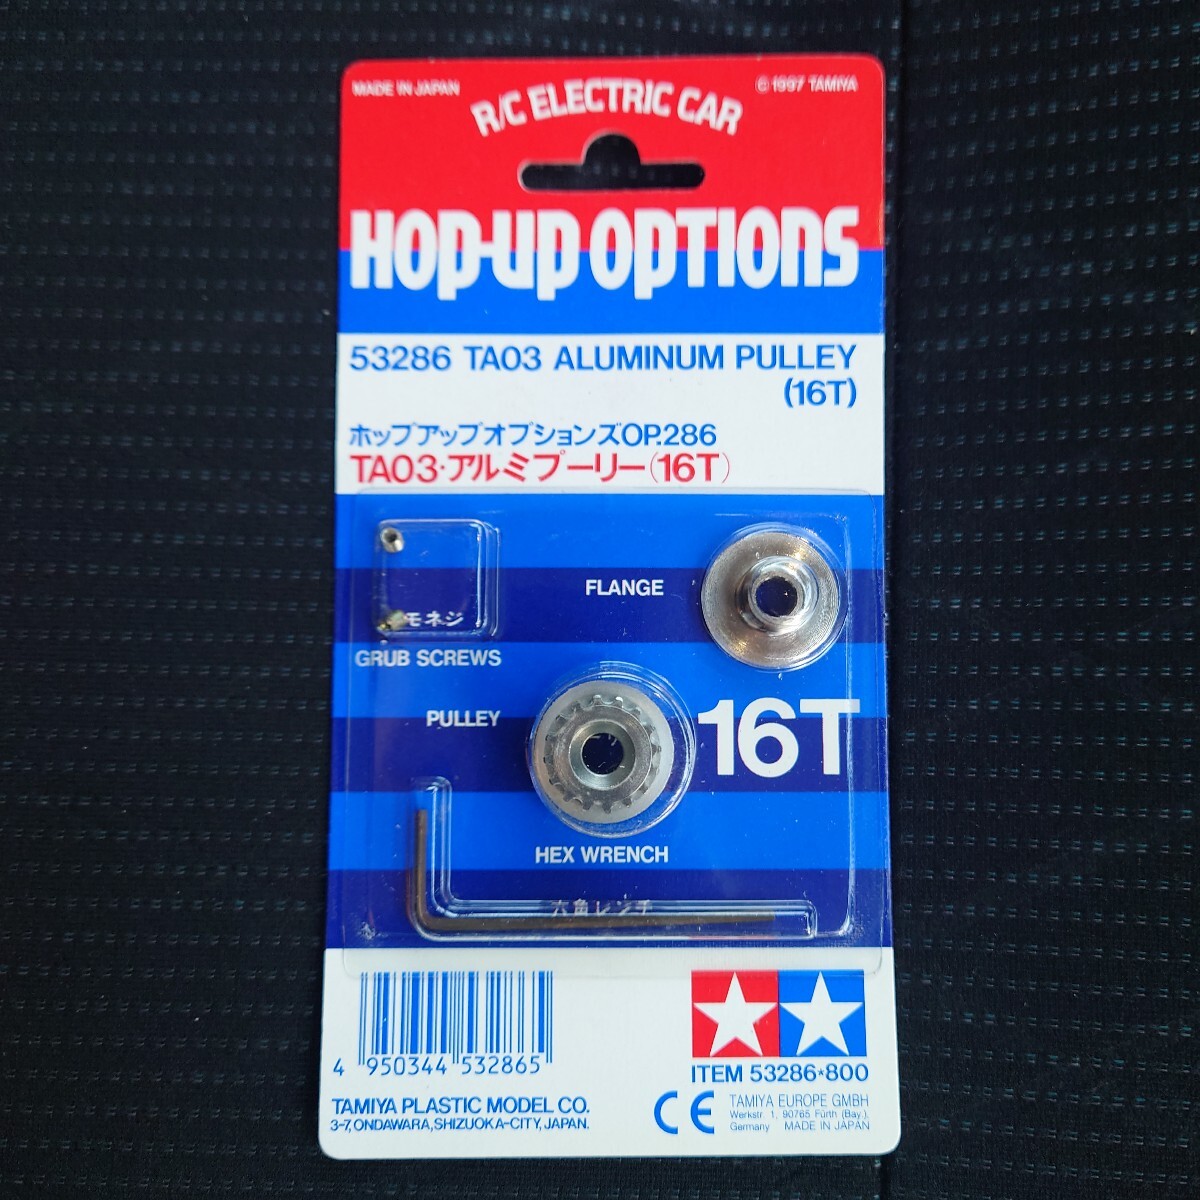 MADE IN JAPAN
© 1997 TAMIYA
R/C ELECTRIC CAR
HOP-UP OPTIONS
53286 TA03 ALUMINUM PULLEY
(16T)
ホップアップオプションズOP.286
TA03・アルミプーリー(16T)
FLANGE
モネジ
GRUB SCREWS
PULLEY
16T
HEX WRENCH
六角レンチ
4 950344 532865
ITEM 53286★800
TAMIYA PLASTIC MODEL CO.
3-7, ONDAWARA, SHIZUOKA-CITY, JAPAN.
CE
TAMIYA EUROPE GMBH
Werkstr. 1, 90765 Fürth (Bay.),
Germany MADE IN JAPAN